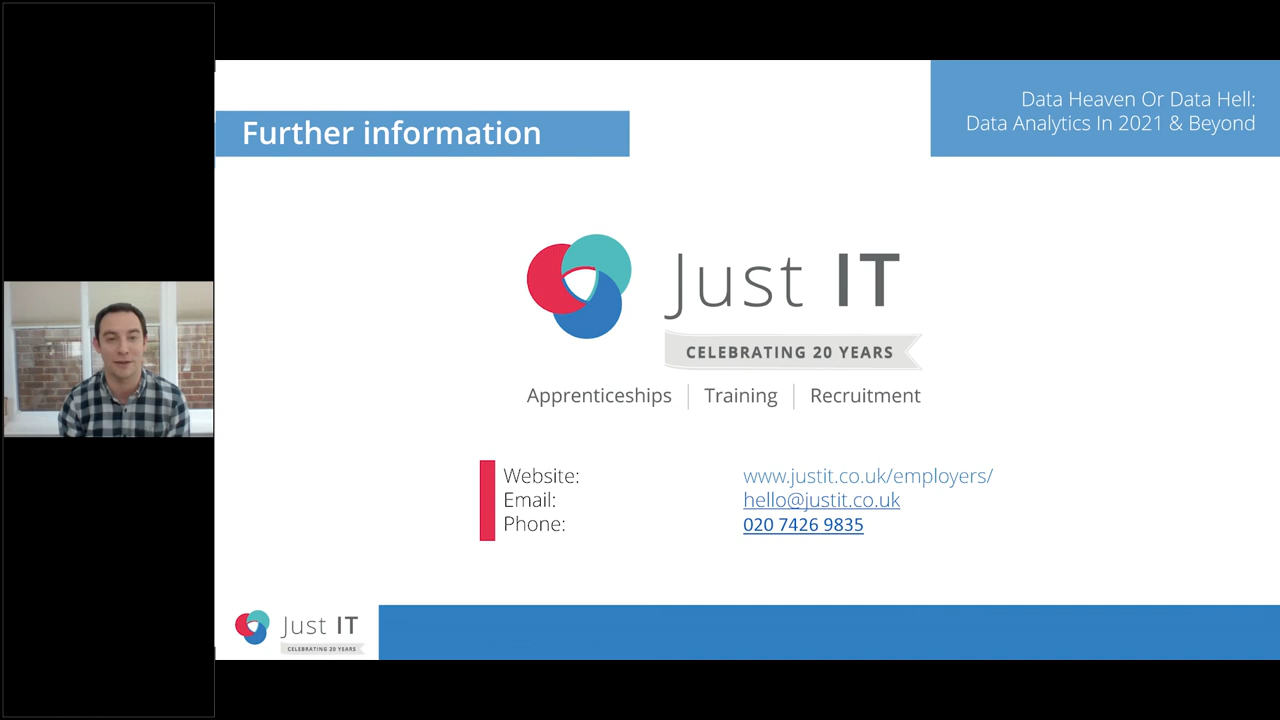 Further information
Data Heaven Or Data Hell:
Data Analytics In 2021 & Beyond
Just IT
CELEBRATING 20 YEARS
Apprenticeships | Training | Recruitment
Website: www.justit.co.uk/employers/
Email: hello@justit.co.uk
Phone: 020 7426 9835
Just IT
CELEBRATING 20 YEARS